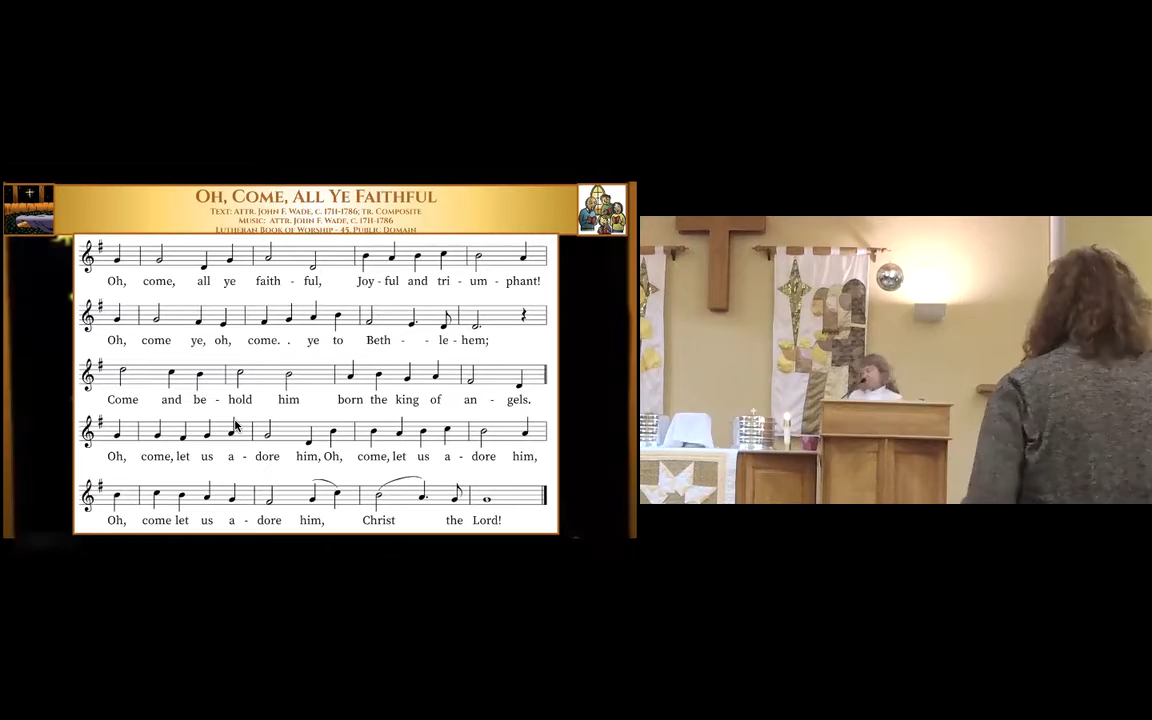 OH, COME, ALL YE FAITHFUL
TEXT: ATTR. JOHN F. WADE, C. 1711-1786; TR. COMPOSITE
MUSIC: ATTR. JOHN F. WADE, C. 1711-1786
LUTHERAN BOOK OF WORSHIP - 45, PUBLIC DOMAIN
Oh, come, all ye faith - ful, Joy - ful and tri - um - phant!
Oh, come ye, oh, come. . ye to Beth - - le - hem;
Come and be - hold him born the king of an - gels.
Oh, come, let us a - dore him, Oh, come, let us a - dore him,
Oh, come let us a - dore him, Christ the Lord!